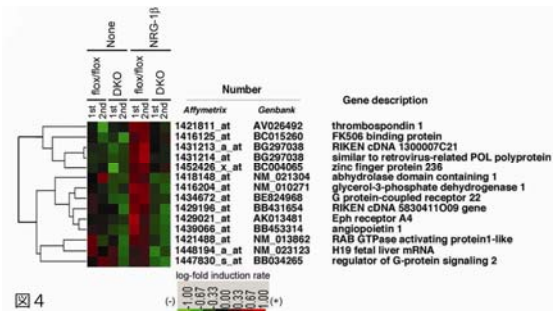 None
NRG-1β
flox/flox
DKO
flox/flox
DKO
1st
2nd
1st
2nd
1st
2nd
1st
2nd
Number
Affymetrix Genbank Gene description
1421811_at AV026492 thrombospondin 1
1416125_at BC015260 FK506 binding protein
1431213_a_at BG297038 RIKEN cDNA 1300007C21
1431214_at BG297038 similar to retrovirus-related POL polyprotein
1452426_x_at BC004065 zinc finger protein 236
1418148_at NM_021304 abhydrolase domain containing 1
1416204_at NM_010271 glycerol-3-phosphate dehydrogenase 1
1434672_at BE824968 G protein-coupled receptor 22
1429196_at BB431654 RIKEN cDNA 5830411O09 gene
1429021_at AK013481 Eph receptor A4
1439066_at BB453314 angiopoietin 1
1421488_at NM_013862 RAB GTPase activating protein1-like
1448194_a_at NM_023123 H19 fetal liver mRNA
1447830_s_at BB034265 regulator of G-protein signaling 2
log-fold induction rate
(-) -1.00 -0.67 -0.33 0.00 0.33 0.67 1.00 (+)
図4